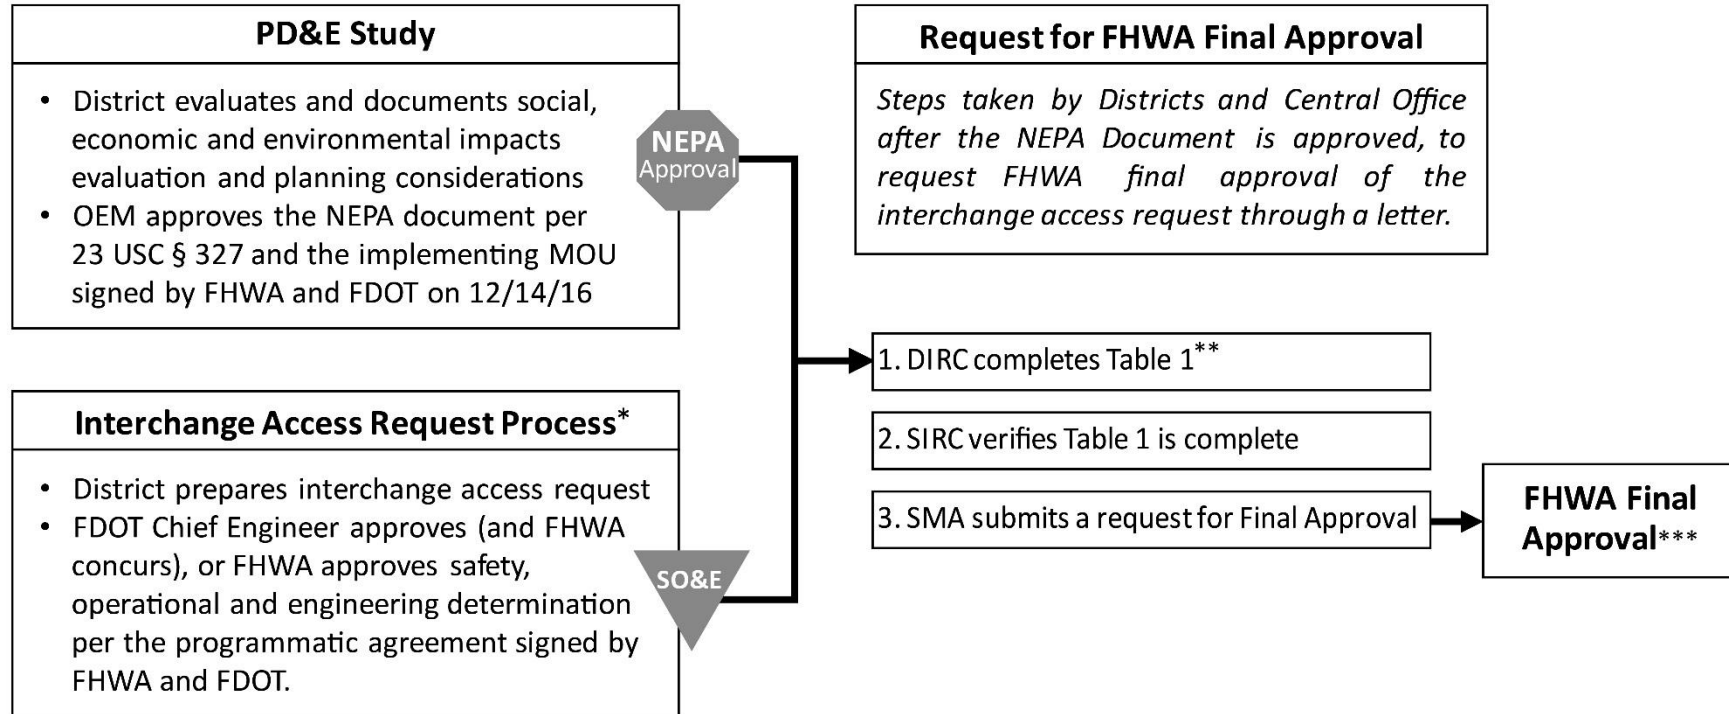 PD&E Study
• District evaluates and documents social,
economic and environmental impacts
evaluation and planning considerations
• OEM approves the NEPA document per
23 USC § 327 and the implementing MOU
signed by FHWA and FDOT on 12/14/16
NEPA
Approval
Interchange Access Request Process*
• District prepares interchange access request
• FDOT Chief Engineer approves (and FHWA
concurs), or FHWA approves safety,
operational and engineering determination
per the programmatic agreement signed by
FHWA and FDOT.
SO&E
Request for FHWA Final Approval
Steps taken by Districts and Central Office
after the NEPA Document is approved, to
request FHWA final approval of the
interchange access request through a letter.
1. DIRC completes Table 1**
2. SIRC verifies Table 1 is complete
3. SMA submits a request for Final Approval
FHWA Final
Approval***